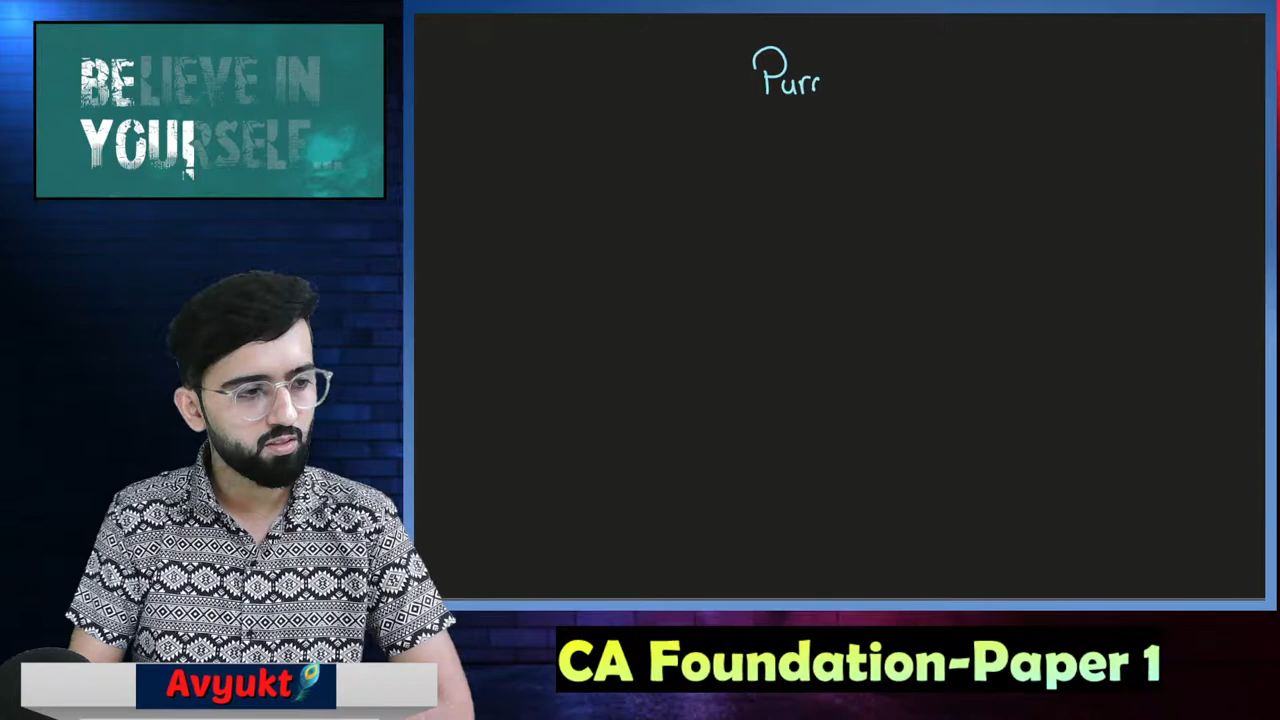 BELIEVE IN
YOURSELF...
Purr
Avyukt
CA Foundation-Paper 1